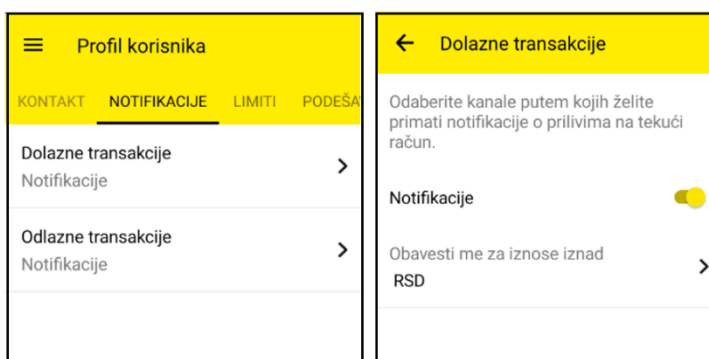 Profil korisnika
KONTAKT NOTIFIKACIJE LIMITI PODEŠA
Dolazne transakcije
Notifikacije
Odlazne transakcije
Notifikacije
Dolazne transakcije
Odaberite kanale putem kojih želite
primati notifikacije o prilivima na tekući
račun.
Notifikacije
Obavesti me za iznose iznad
RSD